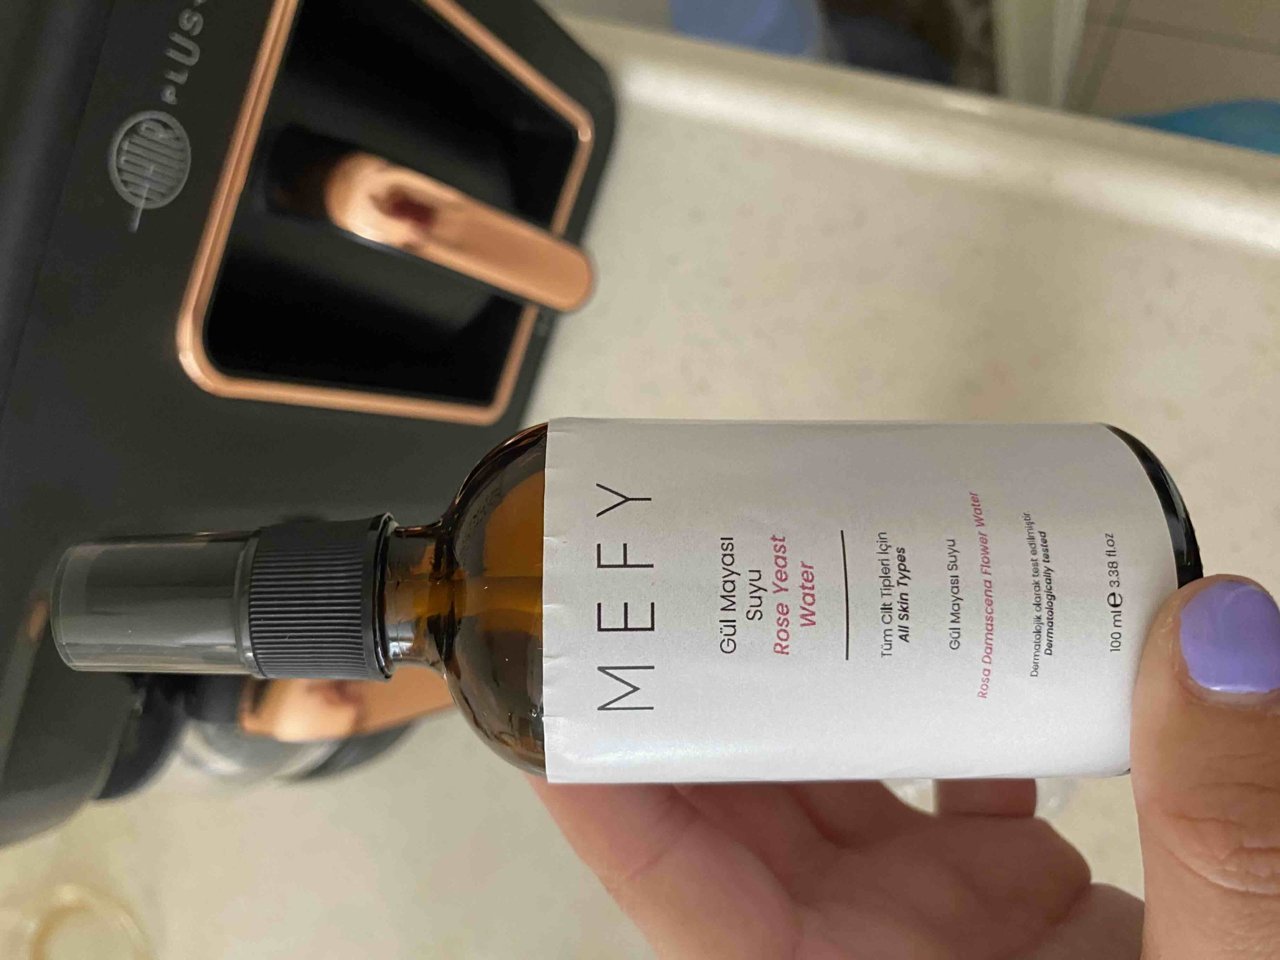 MEFY
Gül Mayası
Suyu
Rose Yeast
Water
Tüm Cilt Tipleri İçin
All Skin Types
Gül Mayası Suyu
Rosa Damascena Flower Water
Dermatolojik olarak test edilmiştir
Dermatologically tested
100 ml e 3.38 fl.oz
PLUS